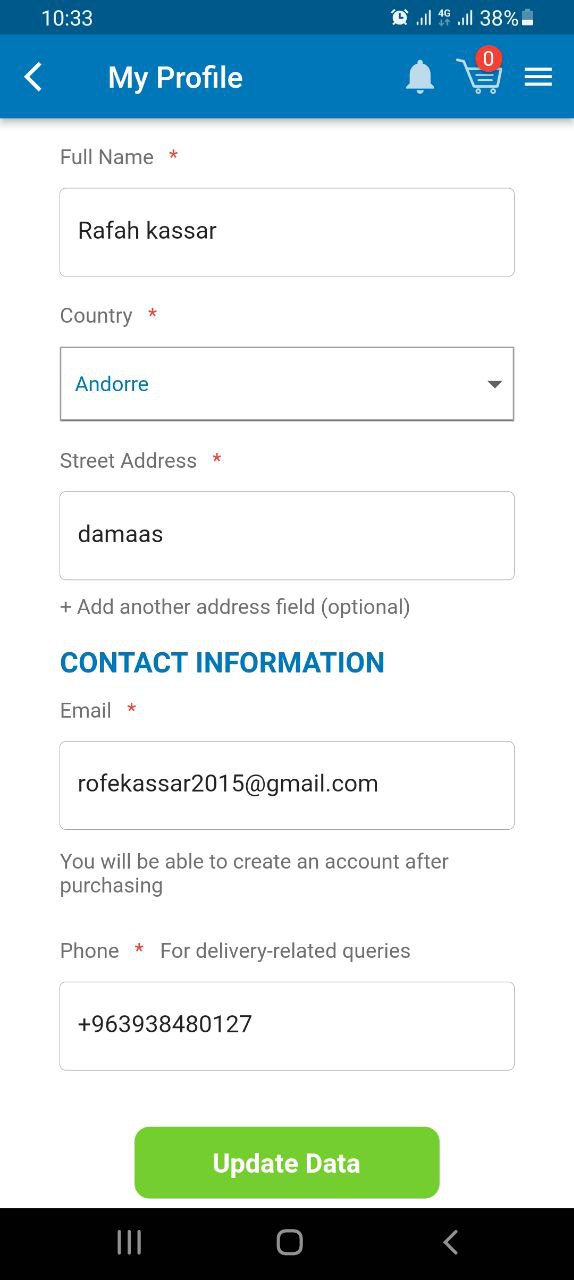 10:33
4G
38%
My Profile
0
Full Name *
Rafah kassar
Country *
Andorre
Street Address *
damaas
+ Add another address field (optional)
CONTACT INFORMATION
Email *
rofekassar2015@gmail.com
You will be able to create an account after
purchasing
Phone * For delivery-related queries
+963938480127
Update Data